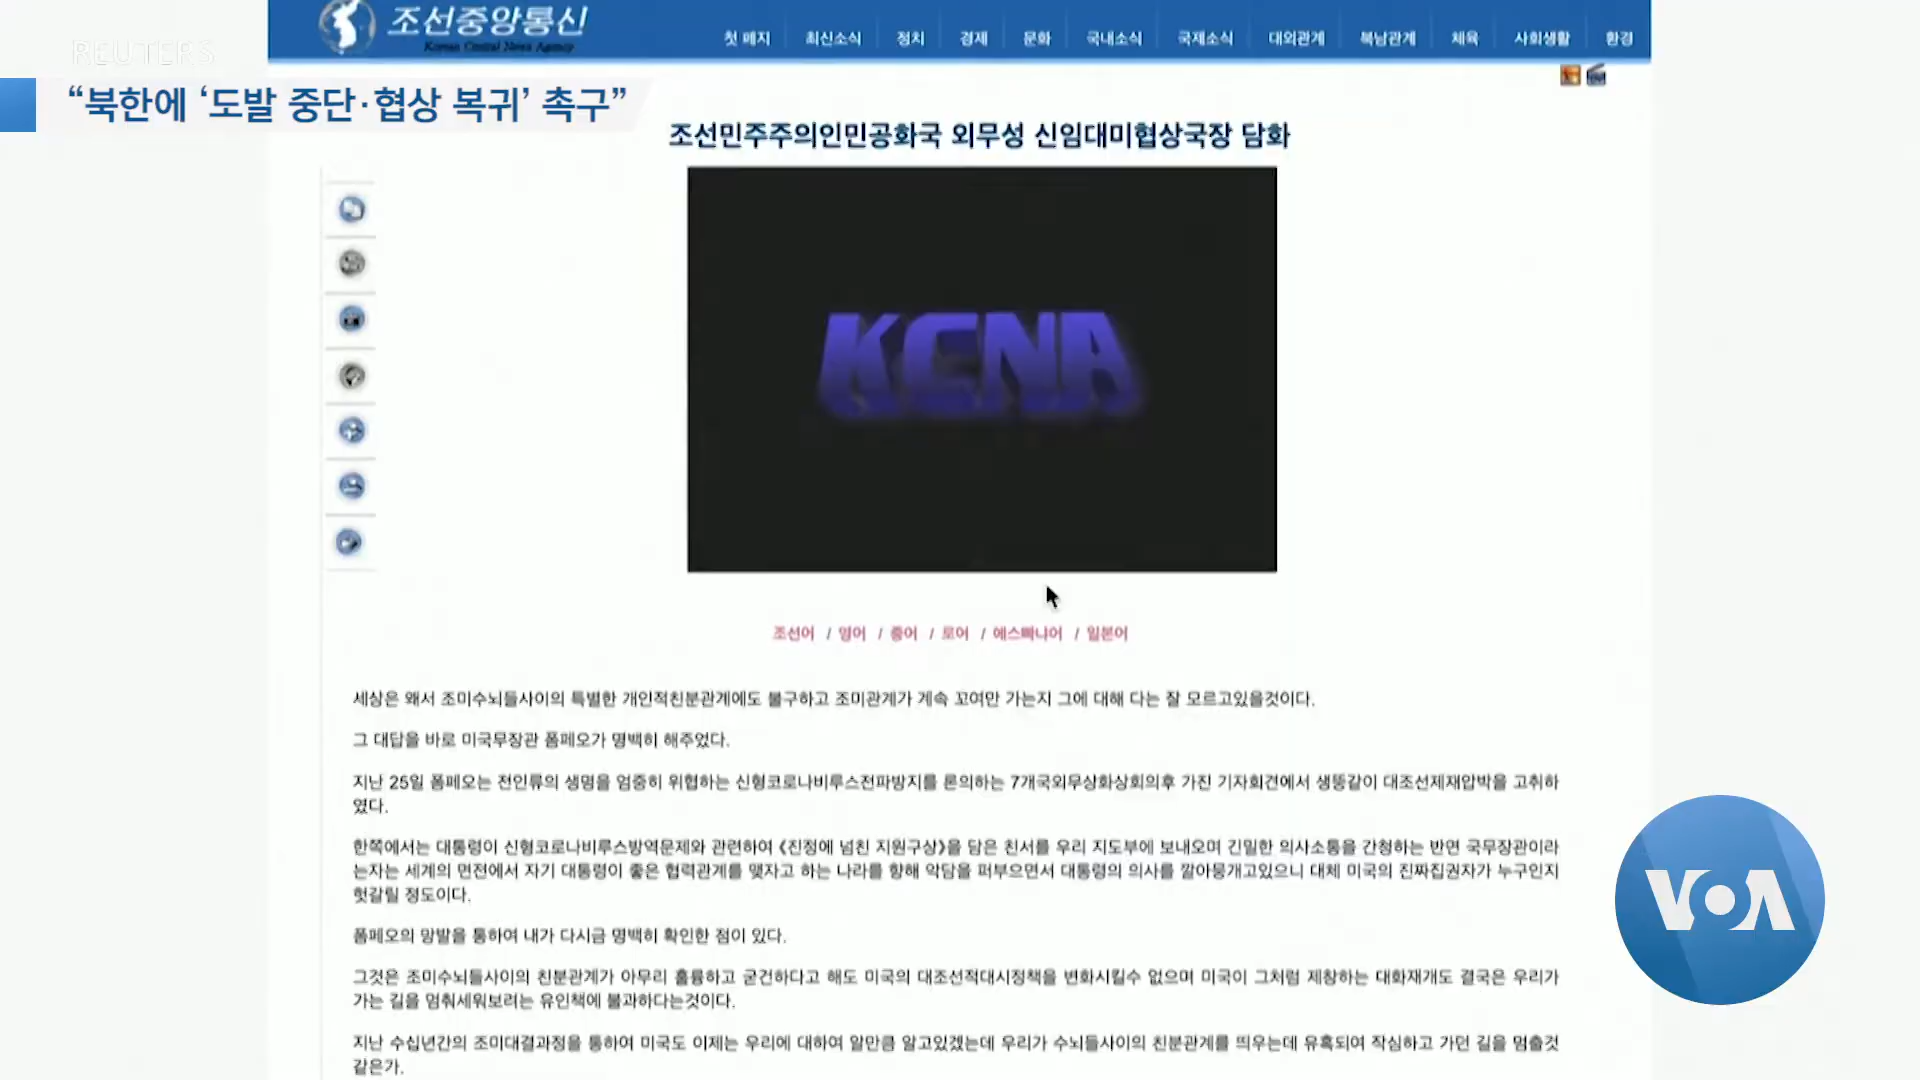 조선중앙통신
Korean Central News Agency
첫 페지 최신소식 정치 경제 문화 국내소식 국제소식 대외관계 북남관계 체육 사회생활 환경
REUTERS
“북한에 ‘도발 중단·협상 복귀’ 촉구”
조선민주주의인민공화국 외무성 신임대미협상국장 담화
KCNA
조선어 / 영어 / 중어 / 로어 / 에스빠냐어 / 일본어
세상은 왜서 조미수뇌들사이의 특별한 개인적친분관계에도 불구하고 조미관계가 계속 꼬여만 가는지 그에 대해 다는 잘 모르고있을것이다.
그 대답을 바로 미국무장관 폼페오가 명백히 해주었다.
지난 25일 폼페오는 전인류의 생명을 엄중히 위협하는 신형코로나비루스전파방지를 론의하는 7개국외무상화상회의후 가진 기자회견에서 생뚱같이 대조선제재압박을 고취하
였다.
한쪽에서는 대통령이 신형코로나비루스방역문제와 관련하여 《진정에 넘친 지원구상》을 담은 친서를 우리 지도부에 보내오며 긴밀한 의사소통을 간청하는 반면 국무장관이라
는자는 세계의 면전에서 자기 대통령이 좋은 협력관계를 맺자고 하는 나라를 향해 악담을 퍼부으면서 대통령의 의사를 깔아뭉개고있으니 대체 미국의 진짜집권자가 누구인지
헛갈릴 정도이다.
폼페오의 망발을 통하여 내가 다시금 명백히 확인한 점이 있다.
그것은 조미수뇌들사이의 친분관계가 아무리 훌륭하고 굳건하다고 해도 미국의 대조선적대시정책을 변화시킬수 없으며 미국이 그처럼 제창하는 대화재개도 결국은 우리가
가는 길을 멈춰세워보려는 유인책에 불과하다는것이다.
지난 수십년간의 조미대결과정을 통하여 미국도 이제는 우리에 대하여 알만큼 알고있겠는데 우리가 수뇌들사이의 친분관계를 띄우는데 유혹되여 작심하고 가던 길을 멈출것
같은가.
VOA